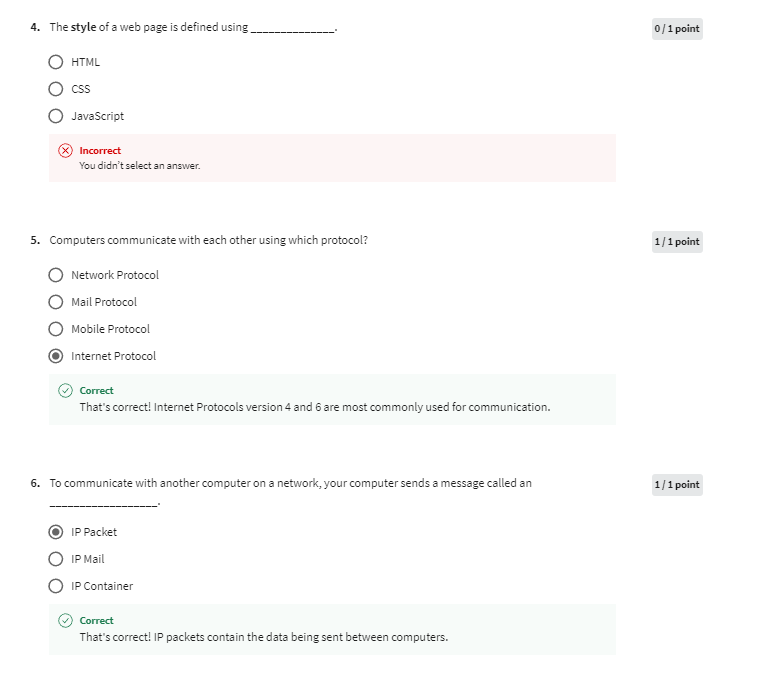 4. The style of a web page is defined using ______________. 0 / 1 point
HTML
CSS
JavaScript
Incorrect
You didn't select an answer.
5. Computers communicate with each other using which protocol? 1 / 1 point
Network Protocol
Mail Protocol
Mobile Protocol
Internet Protocol
Correct
That's correct! Internet Protocols version 4 and 6 are most commonly used for communication.
6. To communicate with another computer on a network, your computer sends a message called an 1 / 1 point
__________________.
IP Packet
IP Mail
IP Container
Correct
That's correct! IP packets contain the data being sent between computers.